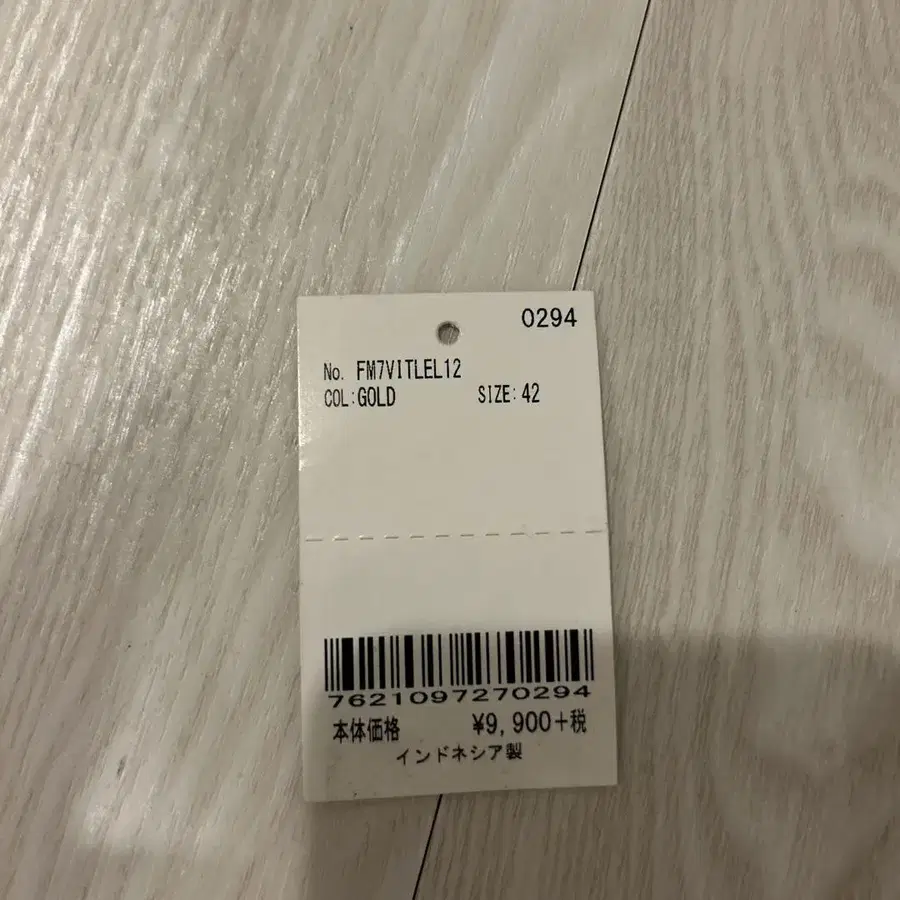 0294
No. FM7VITLEL12
COL:GOLD SIZE:42
7621097270294
本体価格 ¥9,900+税
インドネシア製